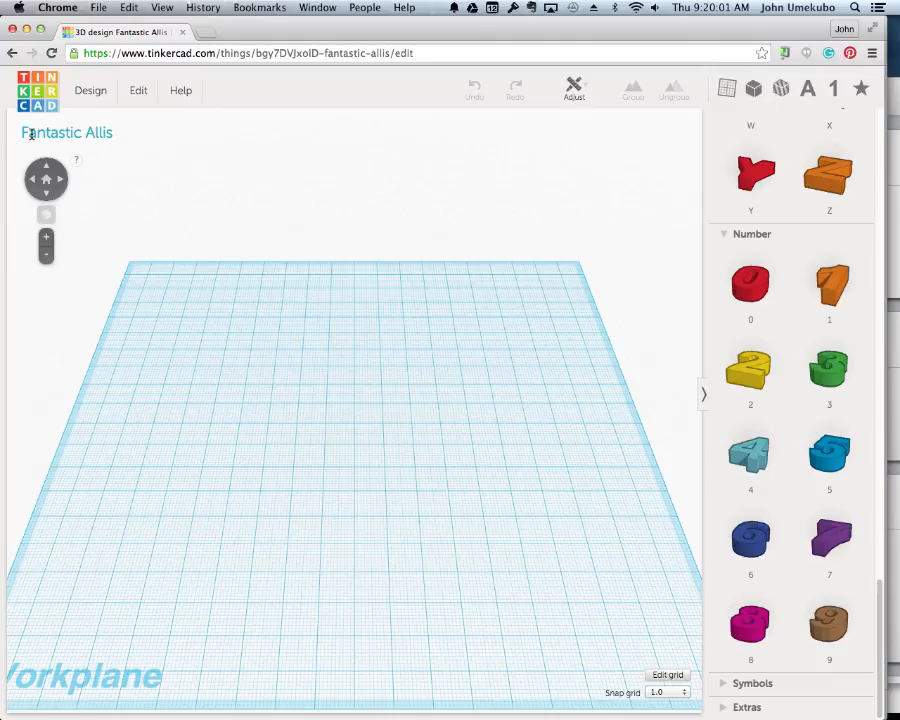 Chrome File Edit View History Bookmarks Window People Help Thu 9:20:01 AM John Umekubo
3D design Fantastic Allis John
https://www.tinkercad.com/things/bgy7DVJxoID-fantastic-allis/edit
TIN
KER
CAD
Design Edit Help Undo Redo Adjust Group Ungroup
Fantastic Allis
?
+
-
W X
Y Z
Number
0 1
2 3
4 5
6 7
8 9
Symbols
Extras
Workplane
Edit grid
Snap grid 1.0